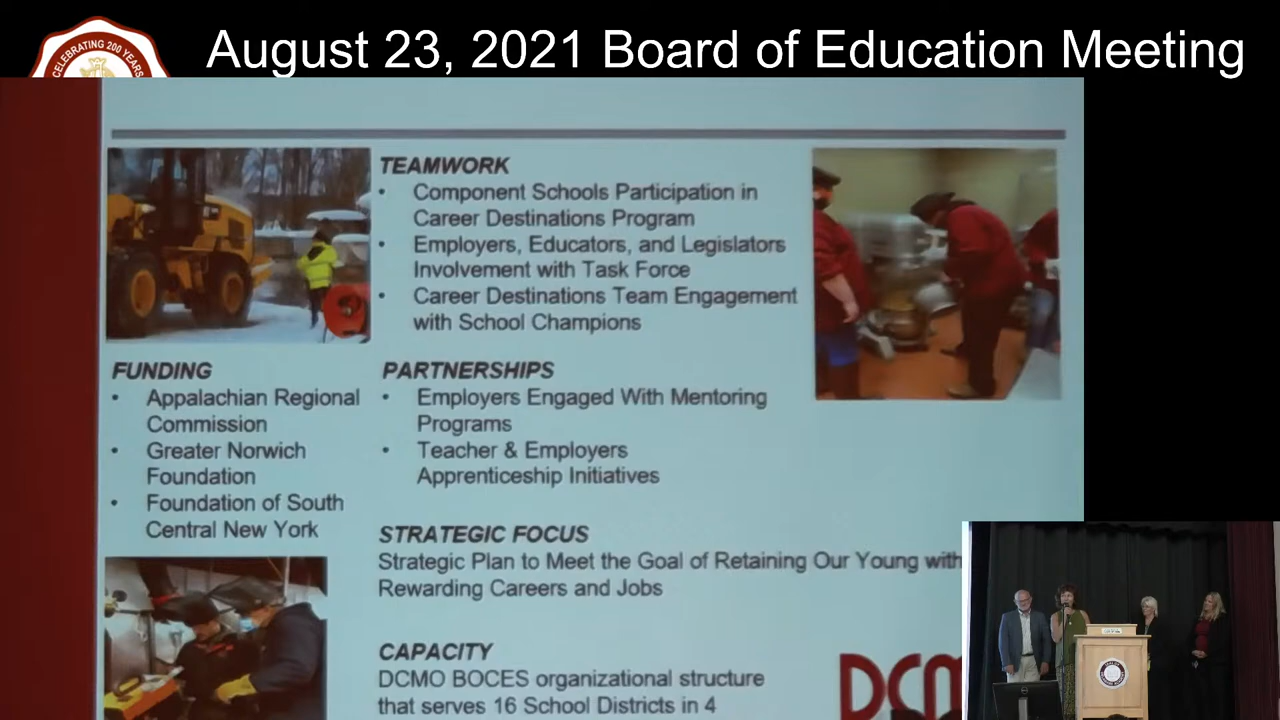 CELEBRATING 200 YEARS
August 23, 2021 Board of Education Meeting
TEAMWORK
• Component Schools Participation in
Career Destinations Program
• Employers, Educators, and Legislators
Involvement with Task Force
• Career Destinations Team Engagement
with School Champions
FUNDING
• Appalachian Regional
Commission
• Greater Norwich
Foundation
• Foundation of South
Central New York
PARTNERSHIPS
• Employers Engaged With Mentoring
Programs
• Teacher & Employers
Apprenticeship Initiatives
STRATEGIC FOCUS
Strategic Plan to Meet the Goal of Retaining Our Young with
Rewarding Careers and Jobs
CAPACITY
DCMO BOCES organizational structure
that serves 16 School Districts in 4
DCM